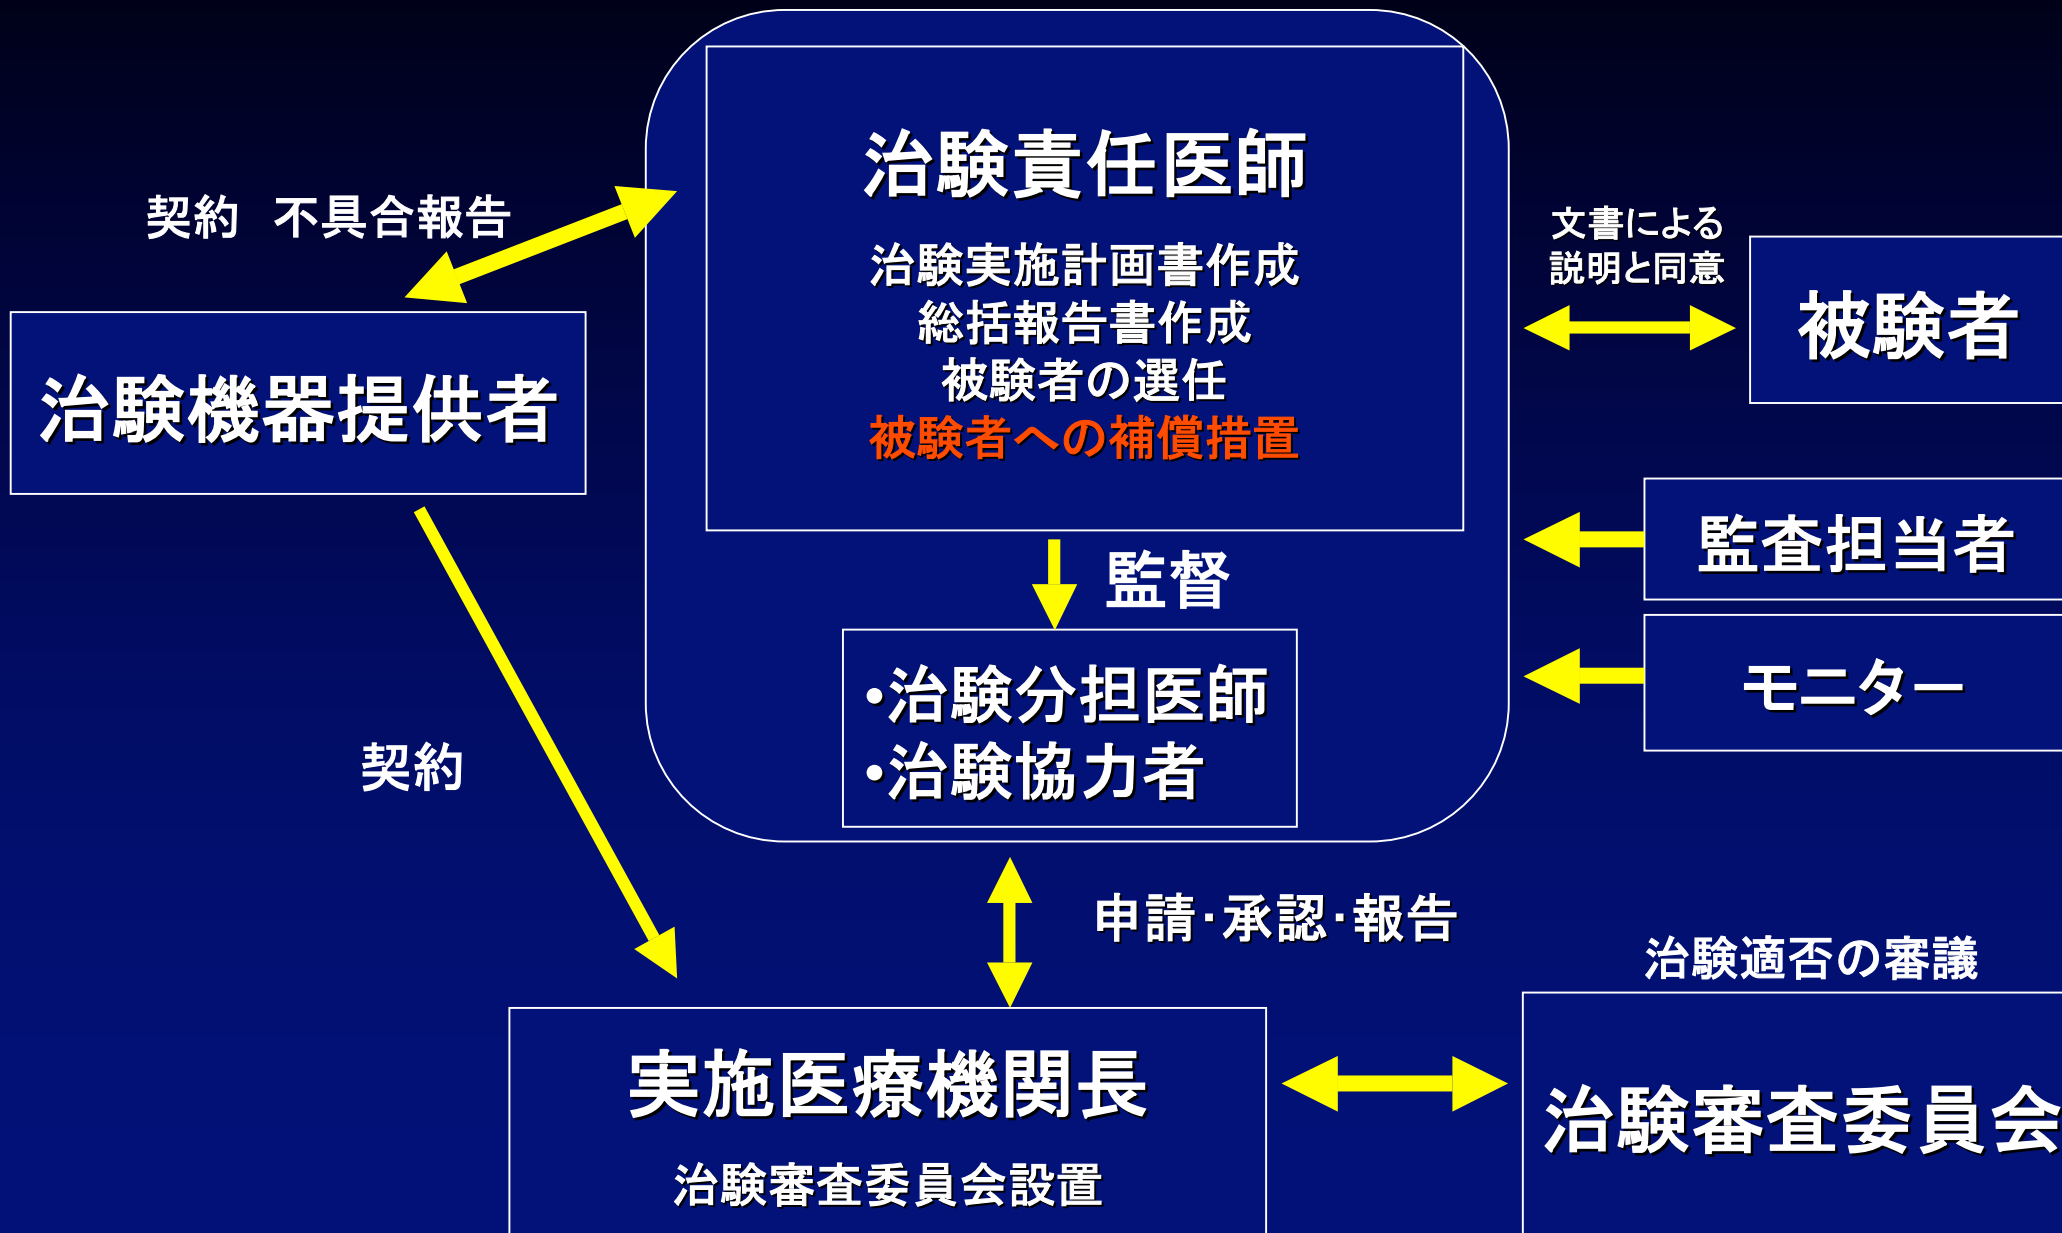 治験責任医師
治験実施計画書作成
総括報告書作成
被験者の選任
被験者への補償措置
契約　不具合報告
治験機器提供者
文書による
説明と同意
被験者
監査担当者
モニター
監督
•治験分担医師
•治験協力者
契約
申請･承認･報告
治験適否の審議
実施医療機関長
治験審査委員会設置
治験審査委員会